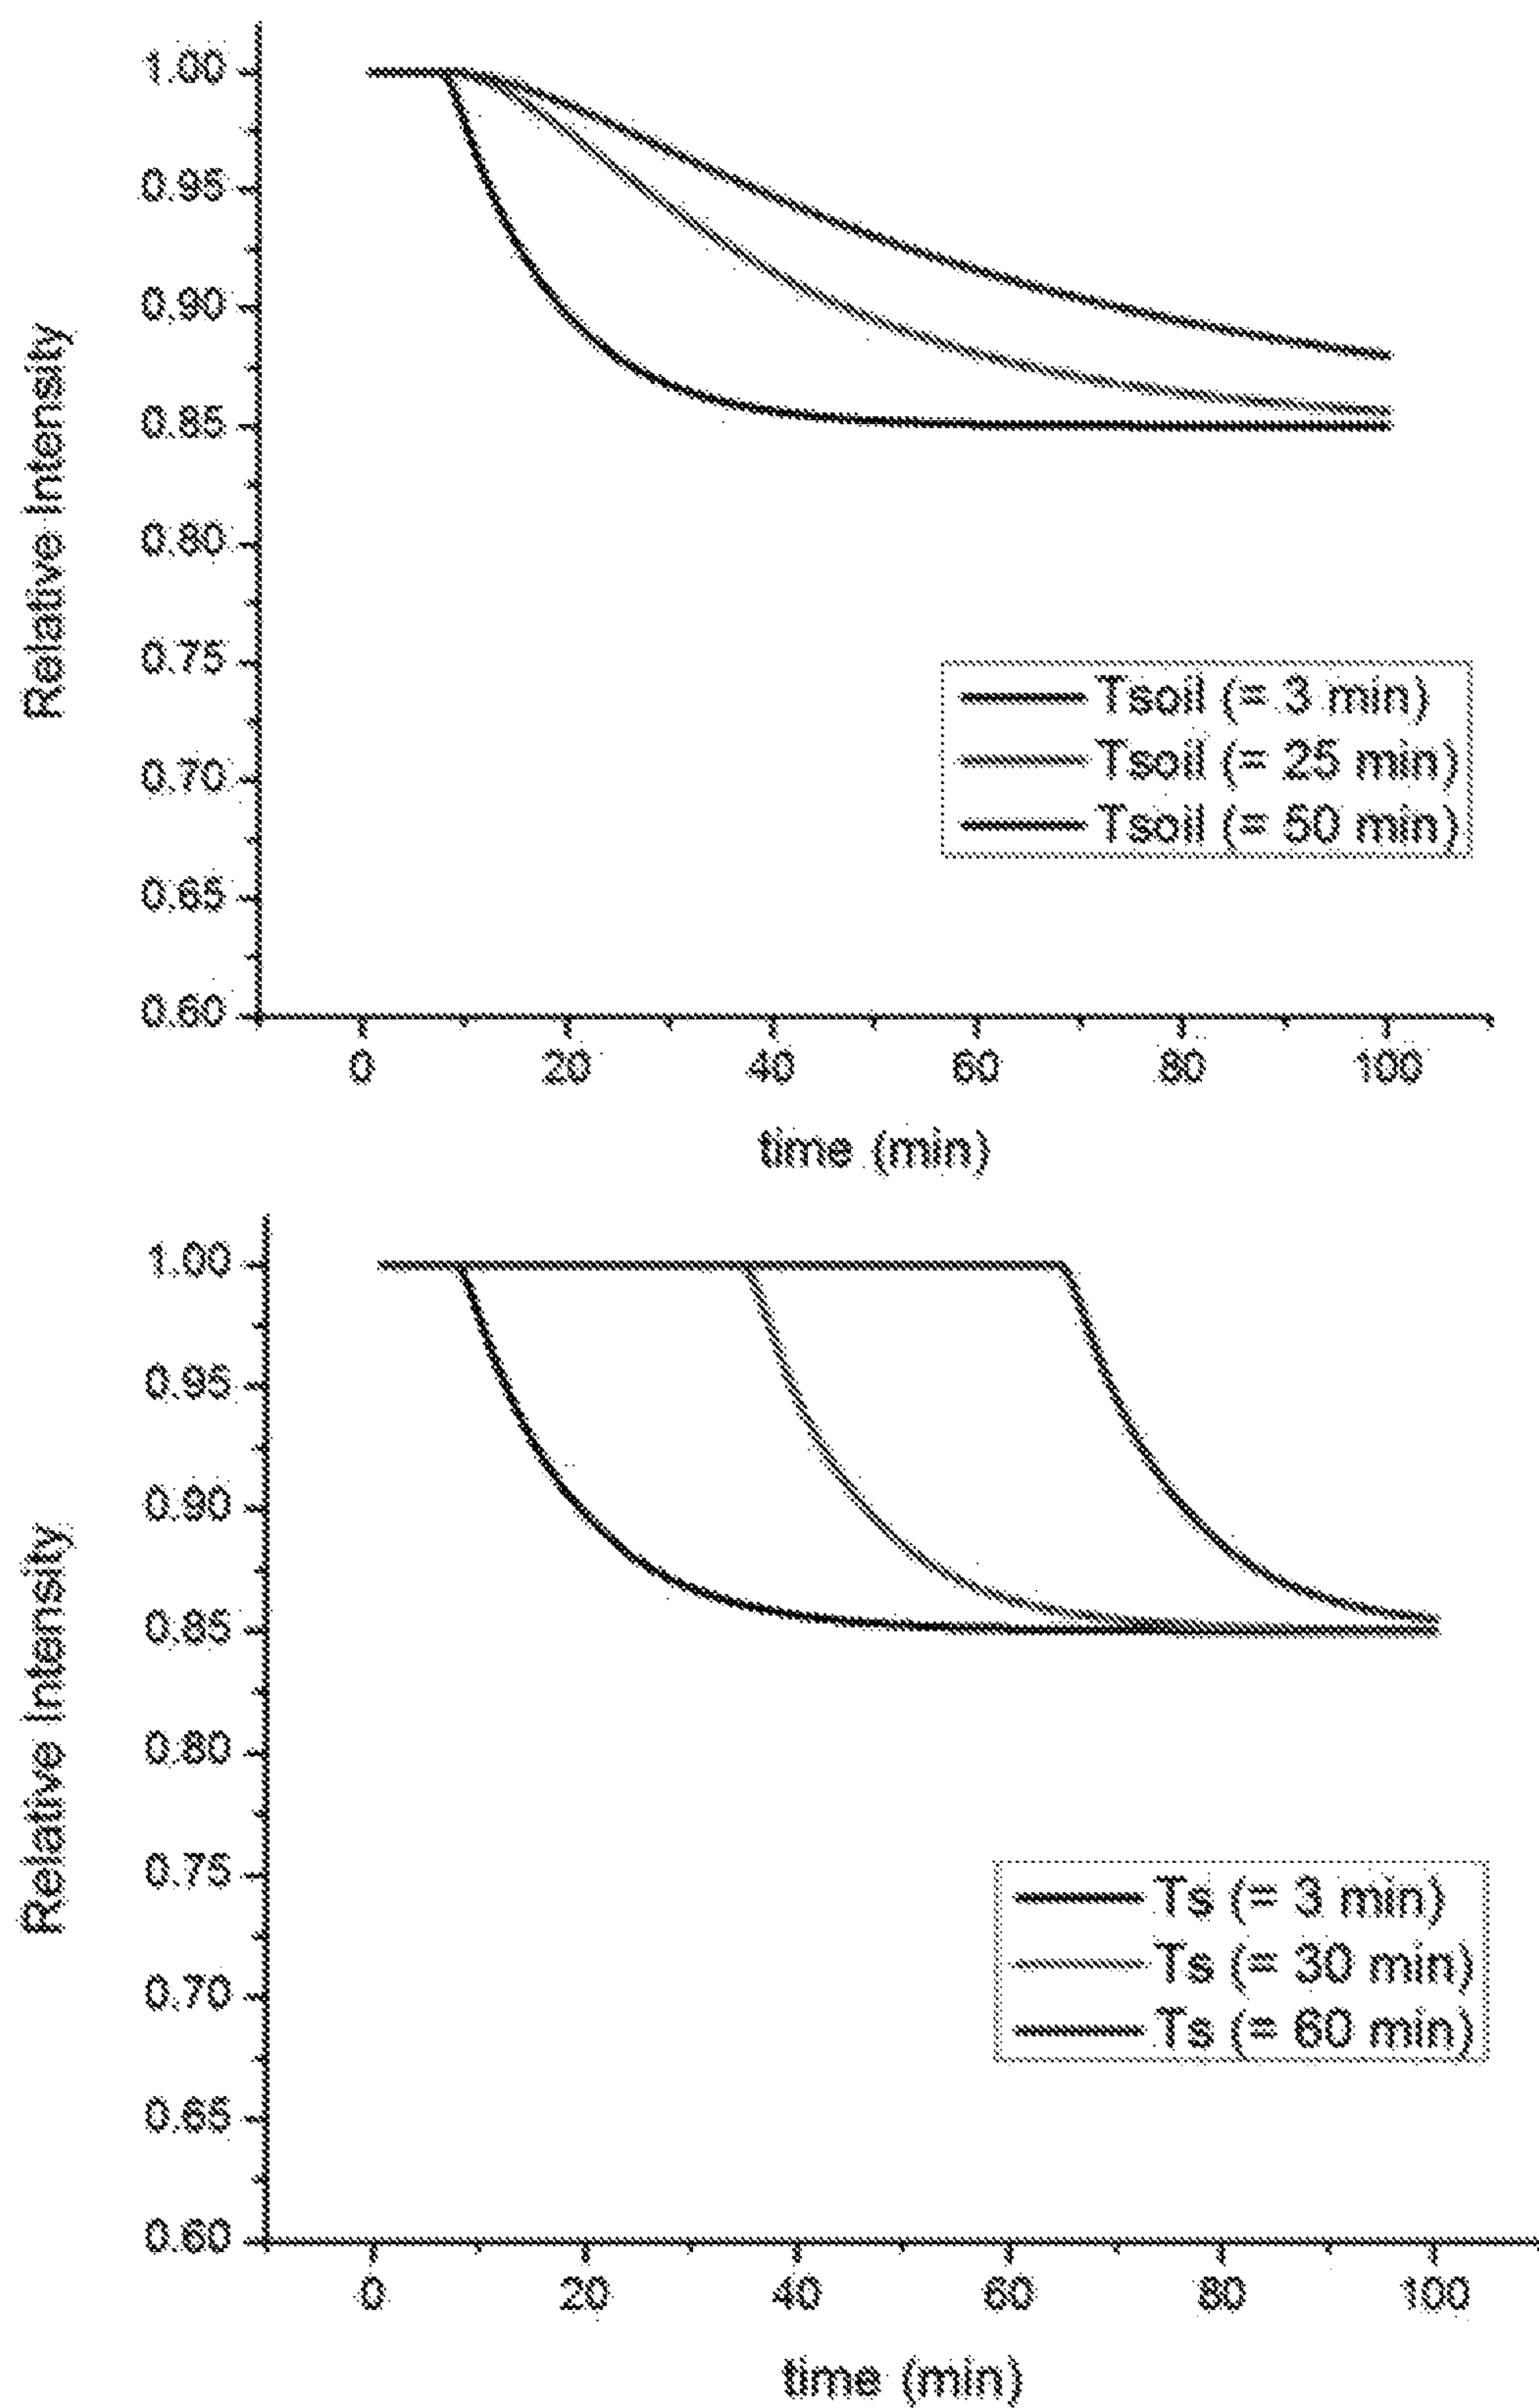 1.00
0.95
0.90
0.85
0.80
0.75
0.70
0.65
0.60
Relative Intensity
Tsoil (= 3 min)
Tsoil (= 25 min)
Tsoil (= 50 min)
0 20 40 60 80 100
time (min)
1.00
0.95
0.90
0.85
0.80
0.75
0.70
0.65
0.60
Relative Intensity
Ts (= 3 min)
Ts (= 30 min)
Ts (= 60 min)
0 20 40 60 80 100
time (min)